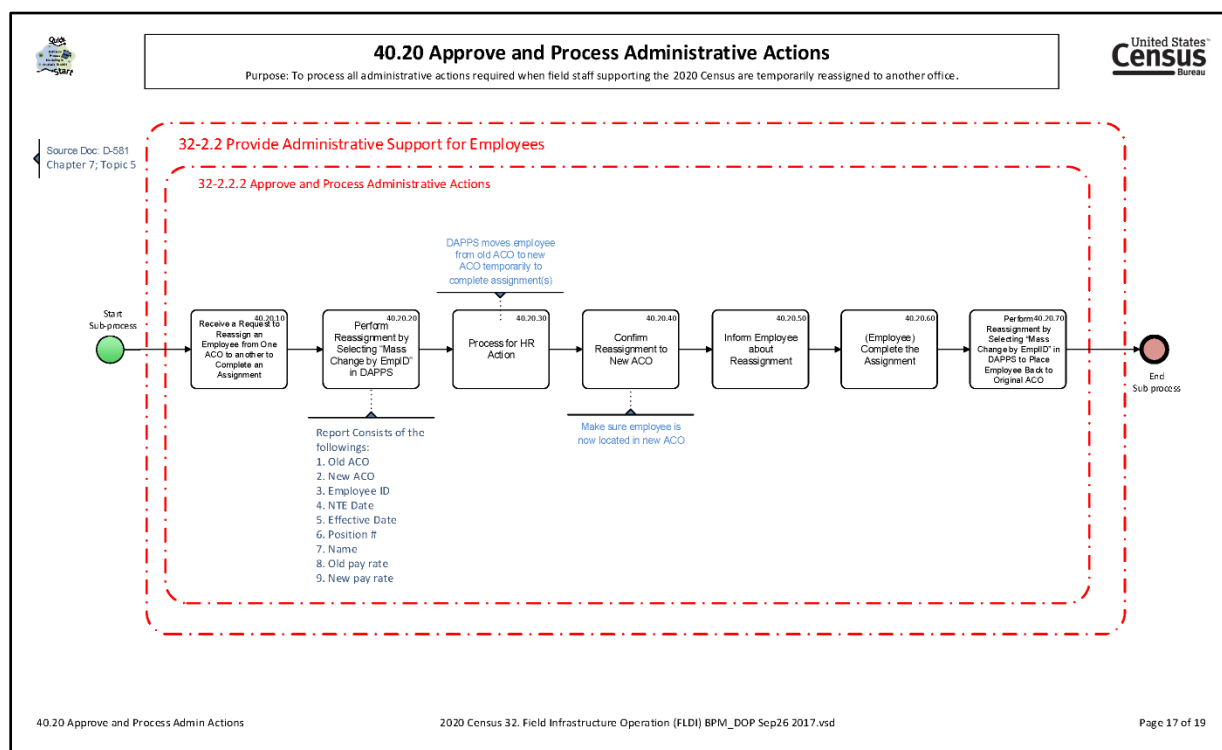 Quick
Start
40.20 Approve and Process Administrative Actions
Purpose: To process all administrative actions required when field staff supporting the 2020 Census are temporarily reassigned to another office.
United States™
Census
Bureau
Source Doc: D-581
Chapter 7; Topic 5
32-2.2 Provide Administrative Support for Employees
32-2.2.2 Approve and Process Administrative Actions
DAPPS moves employee
from old ACO to new
ACO temporarily to
complete assignment(s)
Start
Sub-process
40.20.10
Receive a Request to
Reassign an
Employee from One
ACO to another to
Complete an
Assignment
40.20.20
Perform
Reassignment by
Selecting “Mass
Change by EmpID”
in DAPPS
40.20.30
Process for HR
Action
40.20.40
Confirm
Reassignment to
New ACO
40.20.50
Inform Employee
about
Reassignment
40.20.60
(Employee)
Complete the
Assignment
40.20.70
Perform
Reassignment by
Selecting “Mass
Change by EmplID” in
DAPPS to Place
Employee Back to
Original ACO
End
Sub process
Report Consists of the
followings:
1. Old ACO
2. New ACO
3. Employee ID
4. NTE Date
5. Effective Date
6. Position #
7. Name
8. Old pay rate
9. New pay rate
Make sure employee is
now located in new ACO
40.20 Approve and Process Admin Actions
2020 Census 32. Field Infrastructure Operation (FLDI) BPM_DOP Sep26 2017.vsd
Page 17 of 19